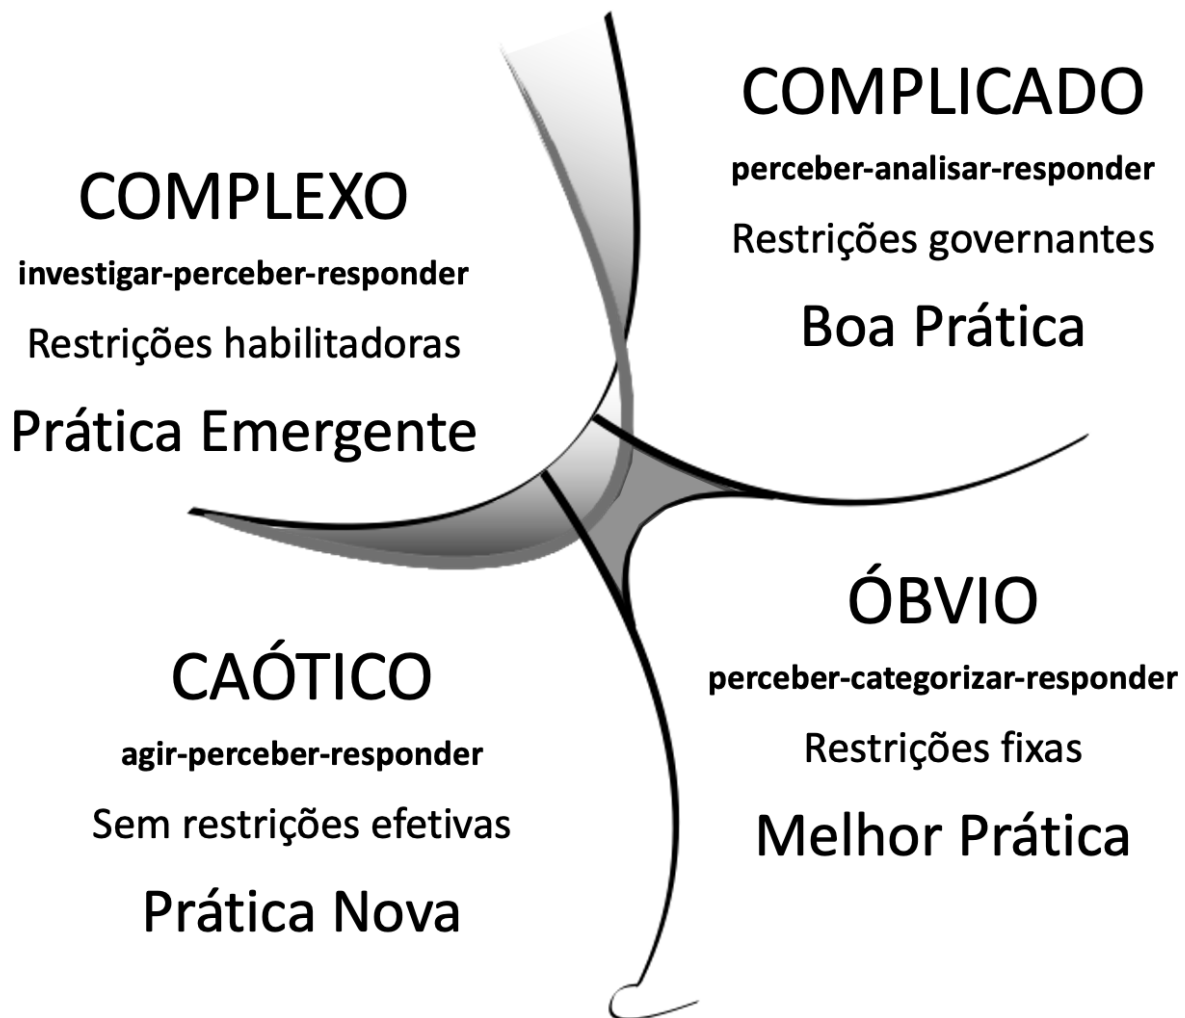 COMPLEXO
investigar-perceber-responder
Restrições habilitadoras
Prática Emergente
COMPLICADO
perceber-analisar-responder
Restrições governantes
Boa Prática
CAÓTICO
agir-perceber-responder
Sem restrições efetivas
Prática Nova
ÓBVIO
perceber-categorizar-responder
Restrições fixas
Melhor Prática